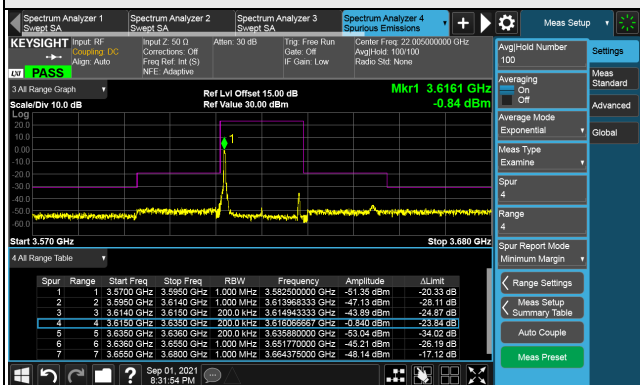 Spectrum Analyzer 1
Swept SA
Spectrum Analyzer 2
Swept SA
Spectrum Analyzer 3
Swept SA
Spectrum Analyzer 4
Spurious Emissions
Meas Setup
KEYSIGHT
LXI PASS
Input: RF
Coupling: DC
Align: Auto
Input Z: 50 Ω
Corrections: Off
Freq Ref: Int (S)
NFE: Adaptive
Atten: 30 dB
Trig: Free Run
Gate: Off
IF Gain: Low
Center Freq: 22.005000000 GHz
Avg|Hold: 100/100
Radio Std: None
3 All Range Graph
Scale/Div 10.0 dB
Ref Lvl Offset 15.00 dB
Ref Value 30.00 dBm
Mkr1 3.6161 GHz
-0.84 dBm
Log
20.0
10.0
0.00
-10.0
-20.0
-30.0
-40.0
-50.0
-60.0
1
Start 3.570 GHz
Stop 3.680 GHz
4 All Range Table
Spur Range Start Freq Stop Freq RBW Frequency Amplitude ΔLimit
1 1 3.5700 GHz 3.5950 GHz 1.000 MHz 3.582500000 GHz -51.35 dBm -20.33 dB
2 2 3.5950 GHz 3.6140 GHz 1.000 MHz 3.613968333 GHz -47.13 dBm -28.11 dB
3 3 3.6140 GHz 3.6150 GHz 200.0 kHz 3.614943333 GHz -43.89 dBm -24.87 dB
4 4 3.6150 GHz 3.6350 GHz 200.0 kHz 3.616066667 GHz -0.840 dBm -23.84 dB
5 5 3.6350 GHz 3.6360 GHz 200.0 kHz 3.635880000 GHz -53.04 dBm -34.02 dB
6 6 3.6360 GHz 3.6550 GHz 1.000 MHz 3.651770000 GHz -45.21 dBm -26.19 dB
7 7 3.6550 GHz 3.6800 GHz 1.000 MHz 3.664375000 GHz -48.14 dBm -17.12 dB
Sep 01, 2021
8:31:54 PM
Avg|Hold Number
100
Averaging
On
Off
Average Mode
Exponential
Meas Type
Examine
Spur
4
Range
4
Spur Report Mode
Minimum Margin
Range Settings
Meas Setup
Summary Table
Auto Couple
Meas Preset
Settings
Meas
Standard
Advanced
Global